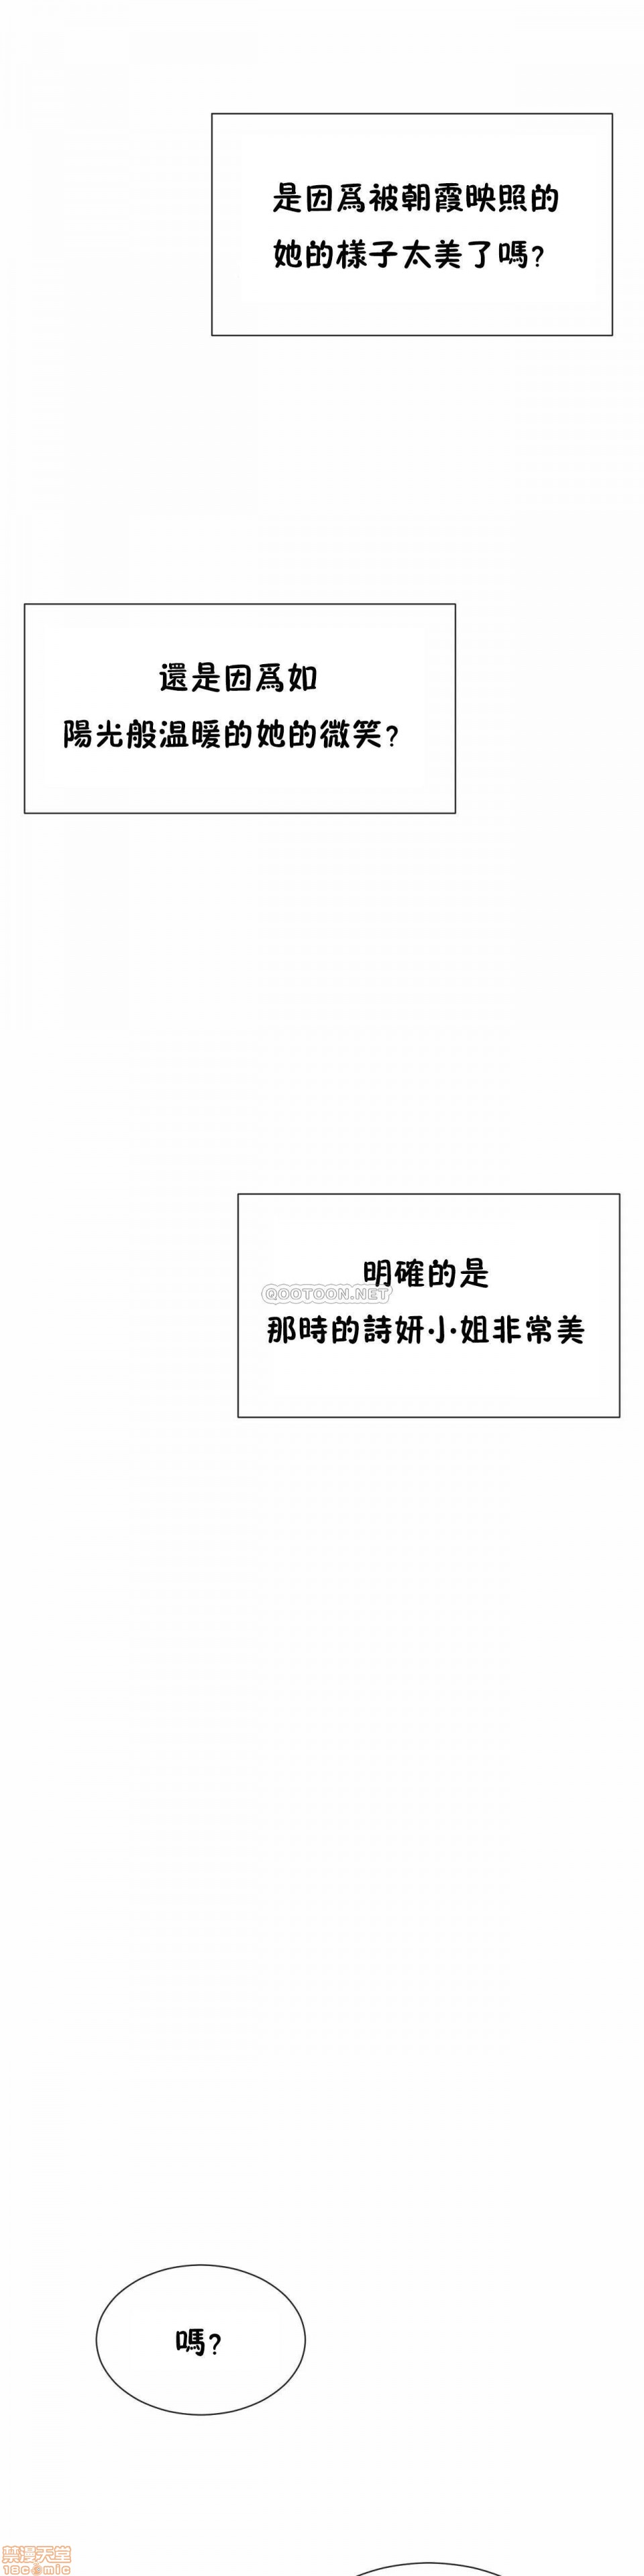 是因爲被朝霞映照的
她的樣子太美了嗎?
還是因爲如
陽光般温暖的她的微笑?
明確的是
QOOTOON.NET
那時的詩妍小姐非常美
嗎?
禁漫天堂
18comic